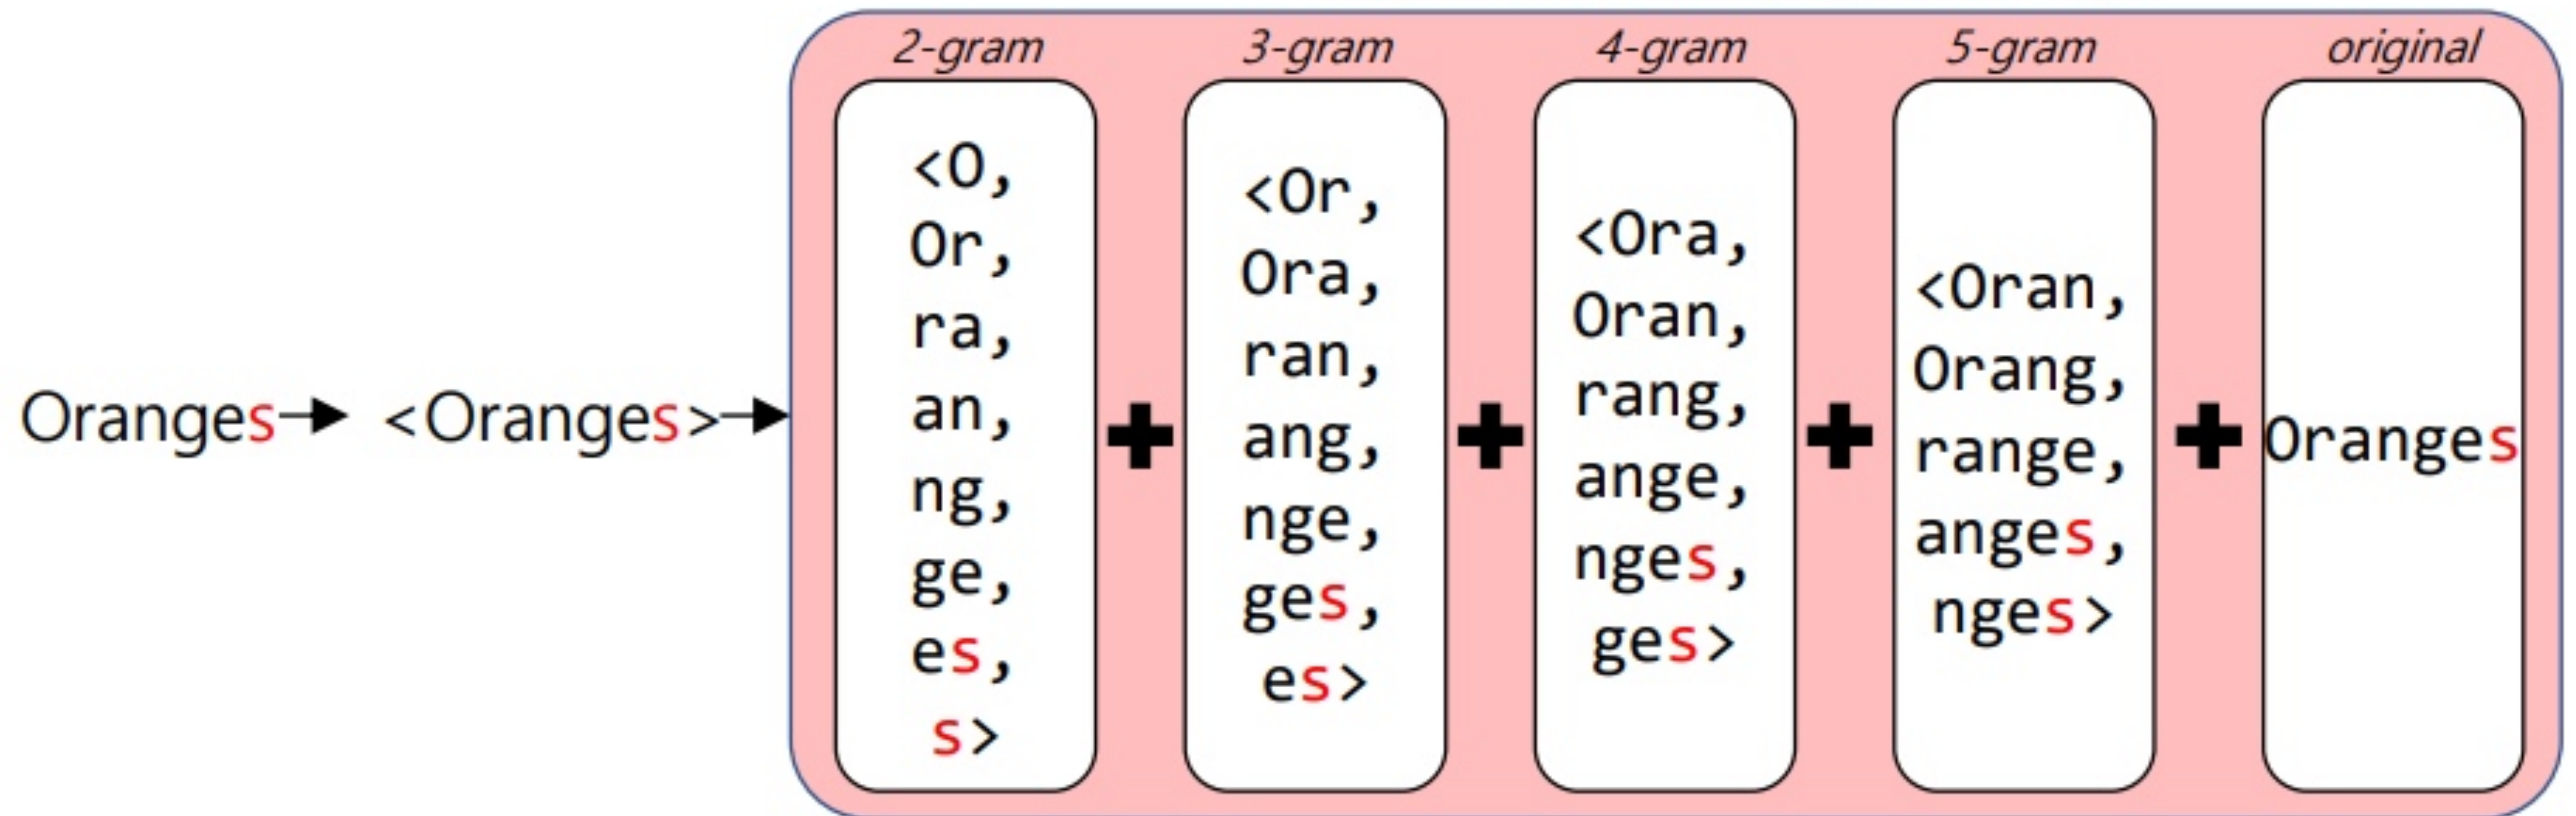 2-gram
3-gram
4-gram
5-gram
original
Oranges
<Oranges>
<O,
Or,
ra,
an,
ng,
ge,
es,
s>
<Or,
Ora,
ran,
ang,
nge,
ges,
es>
<Ora,
Oran,
rang,
ange,
nges,
ges>
<Oran,
Orang,
range,
anges,
nges>
Oranges